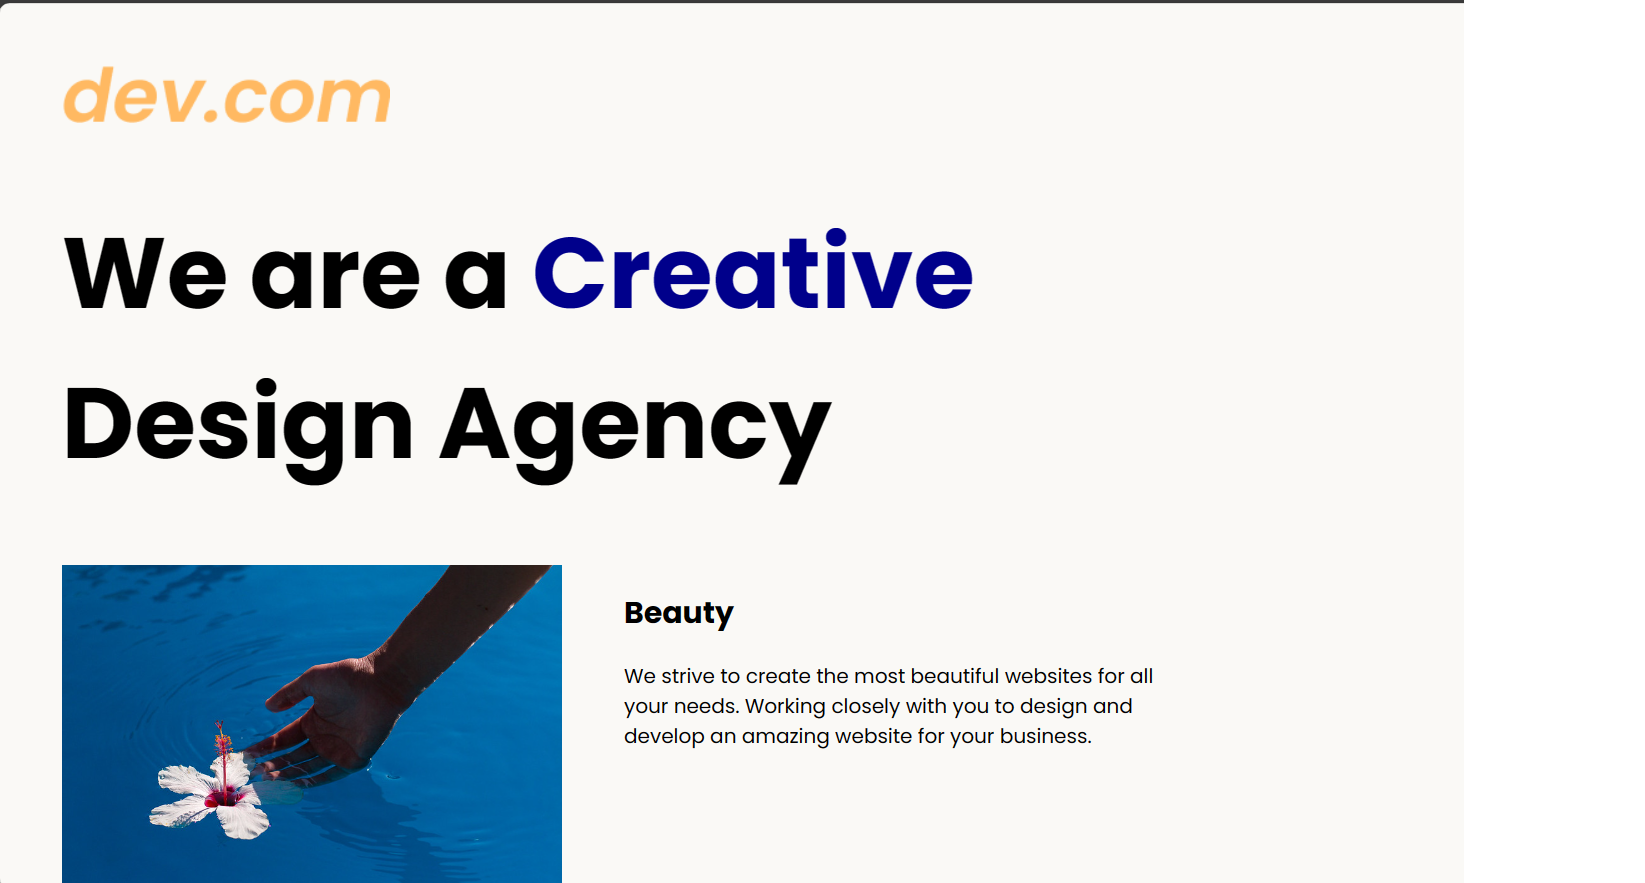 dev.com
We are a Creative
Design Agency
Beauty
We strive to create the most beautiful websites for all
your needs. Working closely with you to design and
develop an amazing website for your business.